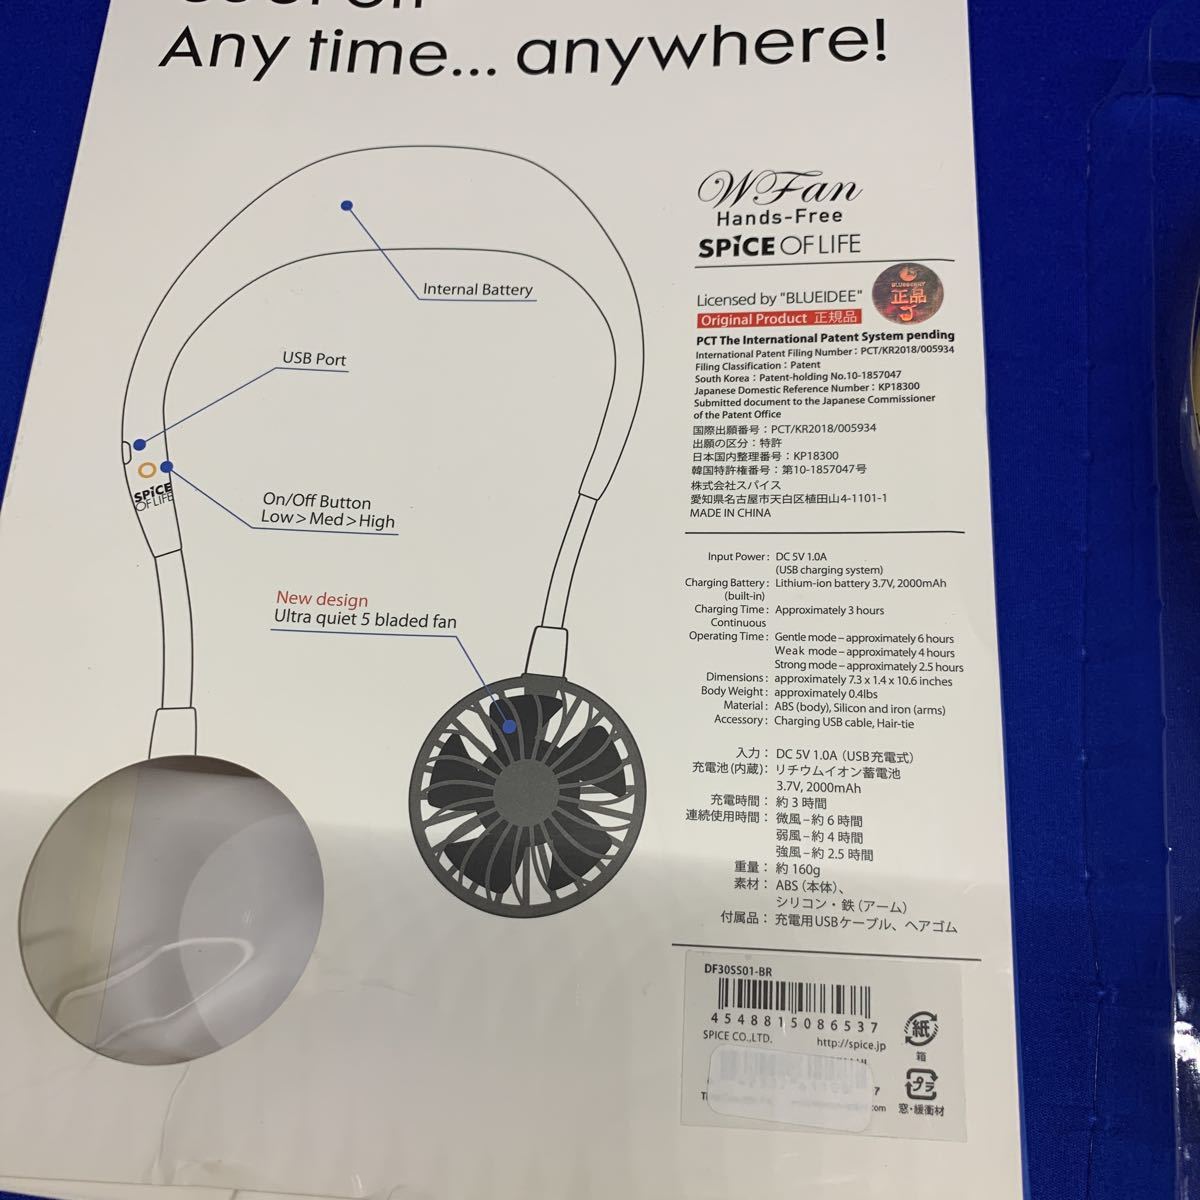 Any time... anywhere!
WFan
Hands-Free
SPiCE OF LIFE
Internal Battery
Licensed by "BLUEIDEE"
正品
Original Product 正規品
PCT The International Patent System pending
International Patent Filing Number : PCT/KR2018/005934
Filing Classification : Patent
South Korea : Patent-holding No.10-1857047
Japanese Domestic Reference Number : KP18300
Submitted document to the Japanese Commissioner
of the Patent Office
国際出願番号：PCT/KR2018/005934
出願の区分：特許
日本国内整理番号：KP18300
韓国特許権番号：第10-1857047号
株式会社スパイス
愛知県名古屋市天白区植田山4-1101-1
MADE IN CHINA
USB Port
SPiCE
OF LIFE
On/Off Button
Low > Med > High
New design
Ultra quiet 5 bladed fan
Input Power : DC 5V 1.0A
(USB charging system)
Charging Battery : Lithium-ion battery 3.7V, 2000mAh
(built-in)
Charging Time : Approximately 3 hours
Continuous
Operating Time : Gentle mode – approximately 6 hours
Weak mode – approximately 4 hours
Strong mode – approximately 2.5 hours
Dimensions : approximately 7.3 x 1.4 x 10.6 inches
Body Weight : approximately 0.4lbs
Material : ABS (body), Silicon and iron (arms)
Accessory : Charging USB cable, Hair-tie
入力： DC 5V 1.0A（USB充電式）
充電池(内蔵)： リチウムイオン蓄電池
3.7V, 2000mAh
充電時間： 約 3 時間
連続使用時間： 微風 – 約 6 時間
弱風 – 約 4 時間
強風 – 約 2.5 時間
重量： 約 160g
素材： ABS（本体）、
シリコン・鉄（アーム）
付属品： 充電用USBケーブル、ヘアゴム
DF30SS01-BR
4548815086537
SPICE CO.,LTD. http://spice.jp
紙
箱
プラ
窓・緩衝材